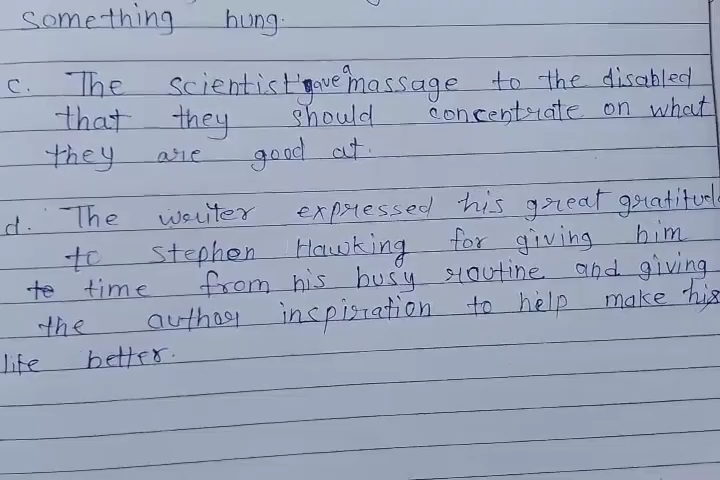 something hung.
c. The scientist gave a massage to the disabled
that they should concentrate on what
they are good at.
d. The writer expressed his great gratitude
to Stephen Hawking for giving him
te time from his busy routine and giving
the author inspiration to help make his
life better.